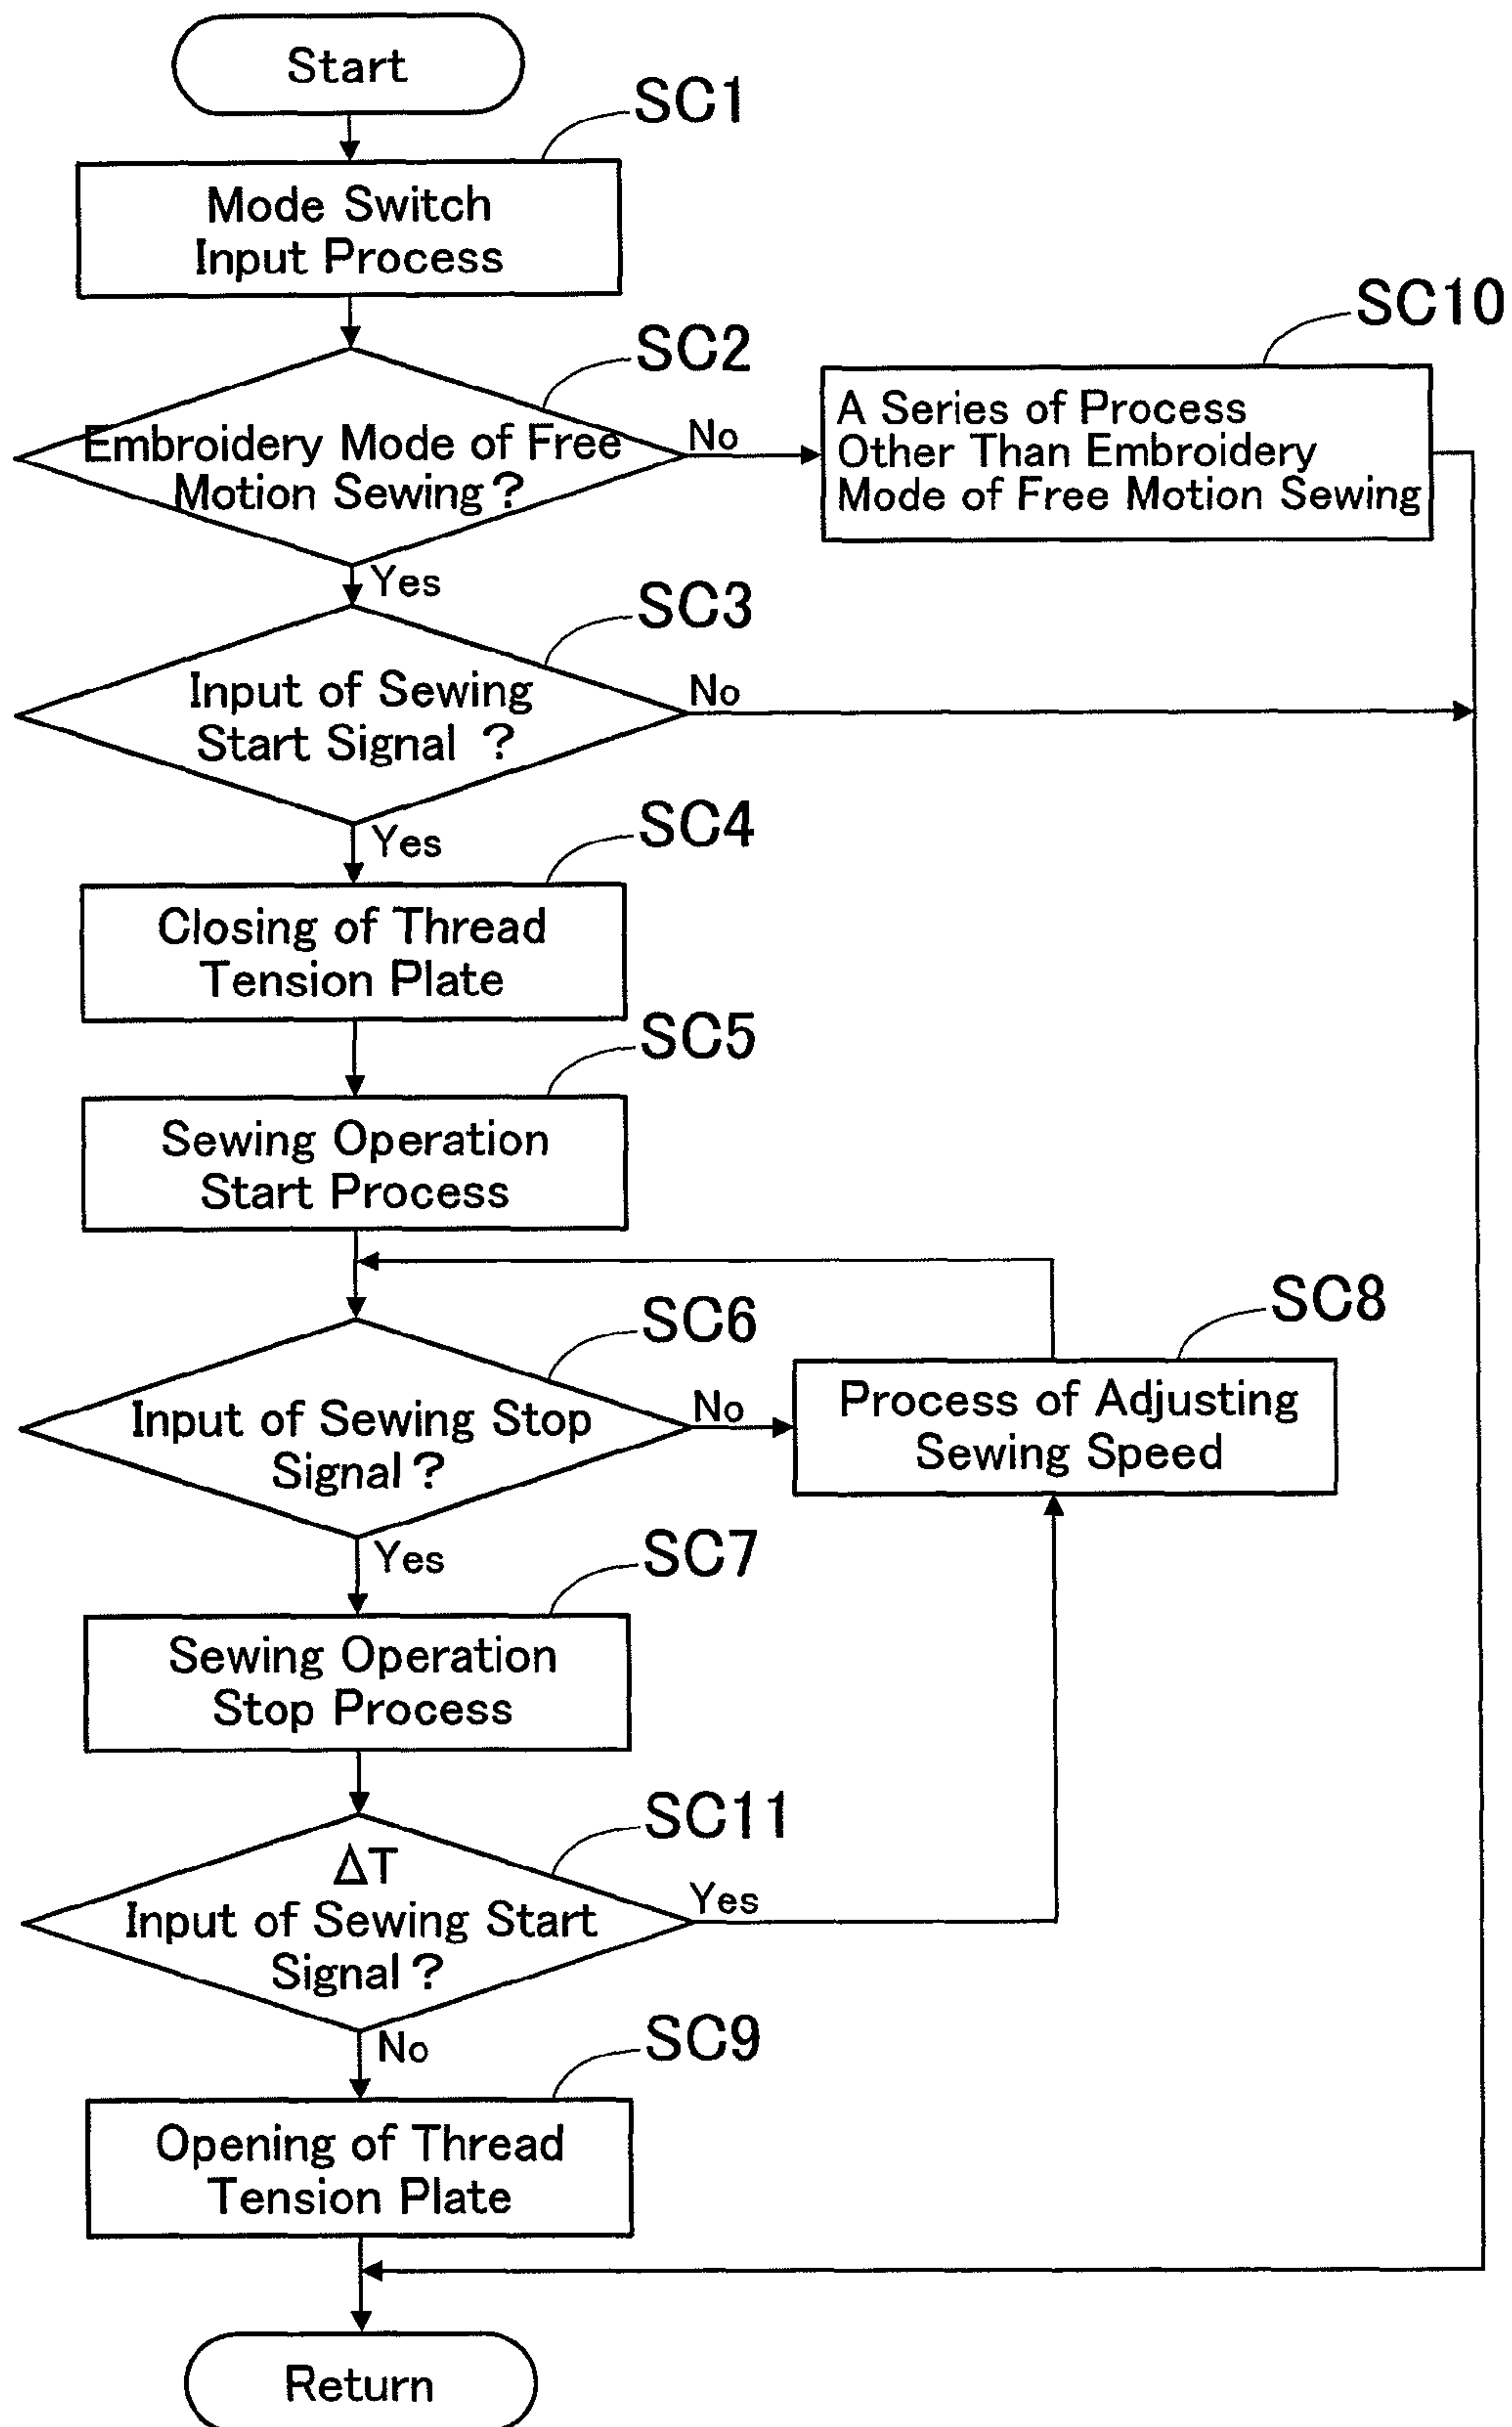 Start
SC1
Mode Switch
Input Process
SC2
Embroidery Mode of Free
Motion Sewing?
No
Yes
SC10
A Series of Process
Other Than Embroidery
Mode of Free Motion Sewing
SC3
Input of Sewing
Start Signal ?
No
Yes
SC4
Closing of Thread
Tension Plate
SC5
Sewing Operation
Start Process
SC6
Input of Sewing Stop
Signal?
No
Yes
SC8
Process of Adjusting
Sewing Speed
SC7
Sewing Operation
Stop Process
SC11
ΔT
Input of Sewing Start
Signal?
Yes
No
SC9
Opening of Thread
Tension Plate
Return